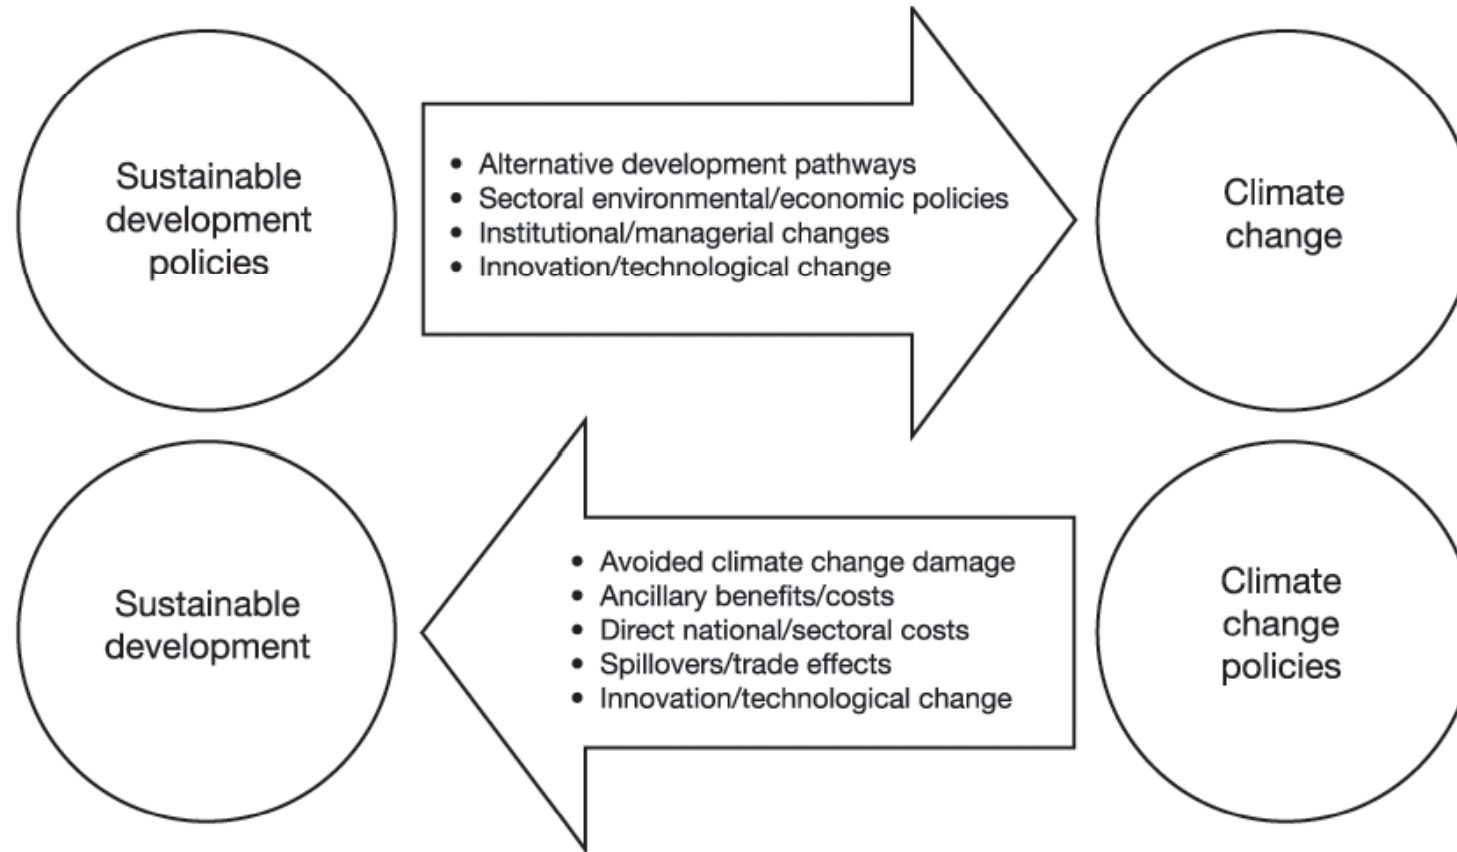 Sustainable
development
policies
• Alternative development pathways
• Sectoral environmental/economic policies
• Institutional/managerial changes
• Innovation/technological change
Climate
change
Sustainable
development
• Avoided climate change damage
• Ancillary benefits/costs
• Direct national/sectoral costs
• Spillovers/trade effects
• Innovation/technological change
Climate
change
policies